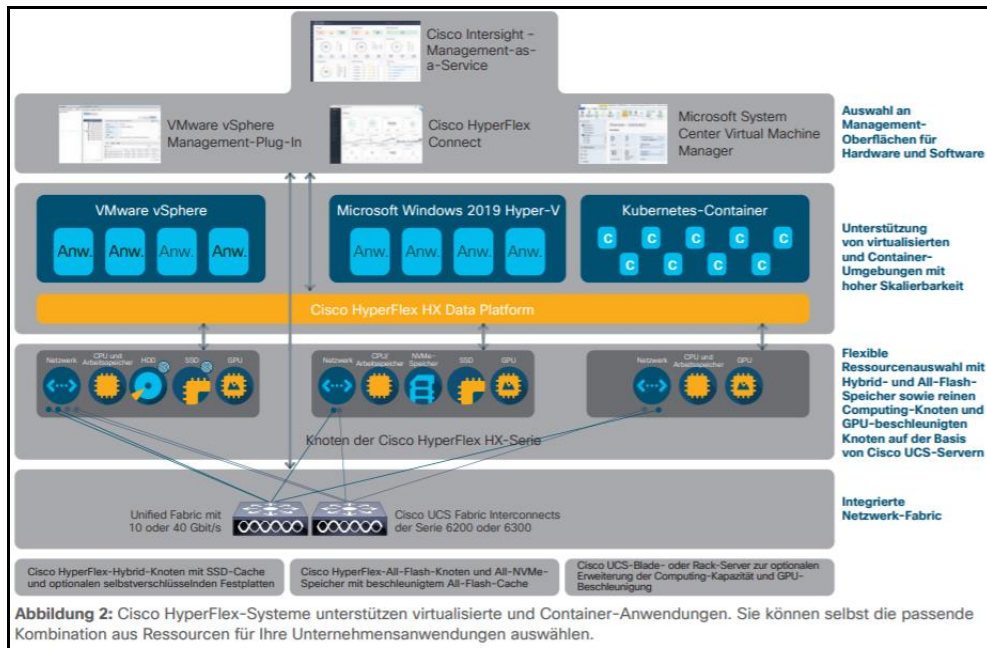 Cisco Intersight –
Management-as-
a-Service
VMware vSphere
Management-Plug-In
Cisco HyperFlex
Connect
Microsoft System
Center Virtual Machine
Manager
Auswahl an
Management-
Oberflächen für
Hardware und Software
VMware vSphere
Anw. Anw. Anw. Anw.
Microsoft Windows 2019 Hyper-V
Anw. Anw. Anw. Anw.
Kubernetes-Container
C C C C C
C C C C
Cisco HyperFlex HX Data Platform
Unterstützung
von virtualisierten
und Container-
Umgebungen mit
hoher Skalierbarkeit
Netzwerk
CPU und
Arbeitsspeicher
HDD
SSD
GPU
Netzwerk
CPU/
Arbeitsspeicher
NVMe-
Speicher
SSD
GPU
Netzwerk
CPU und
Arbeitsspeicher
GPU
Knoten der Cisco HyperFlex HX-Serie
Flexible
Ressourcenauswahl mit
Hybrid- und All-Flash-
Speicher sowie reinen
Computing-Knoten und
GPU-beschleunigten
Knoten auf der Basis
von Cisco UCS-Servern
Unified Fabric mit
10 oder 40 Gbit/s
Cisco UCS Fabric Interconnects
der Serie 6200 oder 6300
Integrierte
Netzwerk-Fabric
Cisco HyperFlex-Hybrid-Knoten mit SSD-Cache
und optionalen selbstverschlüsselnden Festplatten
Cisco HyperFlex-All-Flash-Knoten und All-NVMe-
Speicher mit beschleunigtem All-Flash-Cache
Cisco UCS-Blade- oder Rack-Server zur optionalen
Erweiterung der Computing-Kapazität und GPU-
Beschleunigung
Abbildung 2: Cisco HyperFlex-Systeme unterstützen virtualisierte und Container-Anwendungen. Sie können selbst die passende
Kombination aus Ressourcen für Ihre Unternehmensanwendungen auswählen.